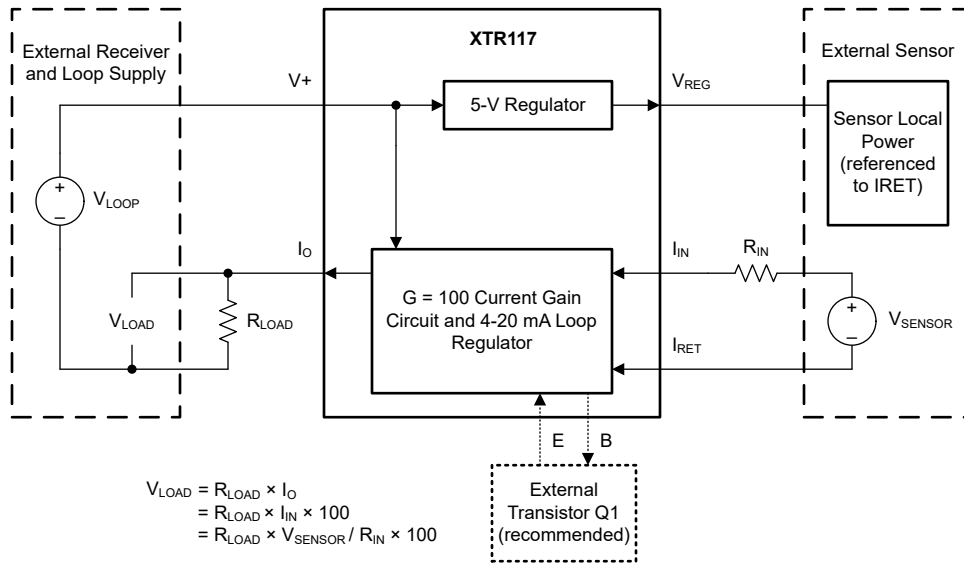 External Receiver
and Loop Supply
XTR117
External Sensor
V+
5-V Regulator
VREG
Sensor Local
Power
(referenced
to IRET)
+
–
VLOOP
IO
IIN
RIN
VLOAD
RLOAD
G = 100 Current Gain
Circuit and 4-20 mA Loop
Regulator
+
–
VSENSOR
IRET
E
B
VLOAD = RLOAD × IO
= RLOAD × IIN × 100
= RLOAD × VSENSOR / RIN × 100
External
Transistor Q1
(recommended)